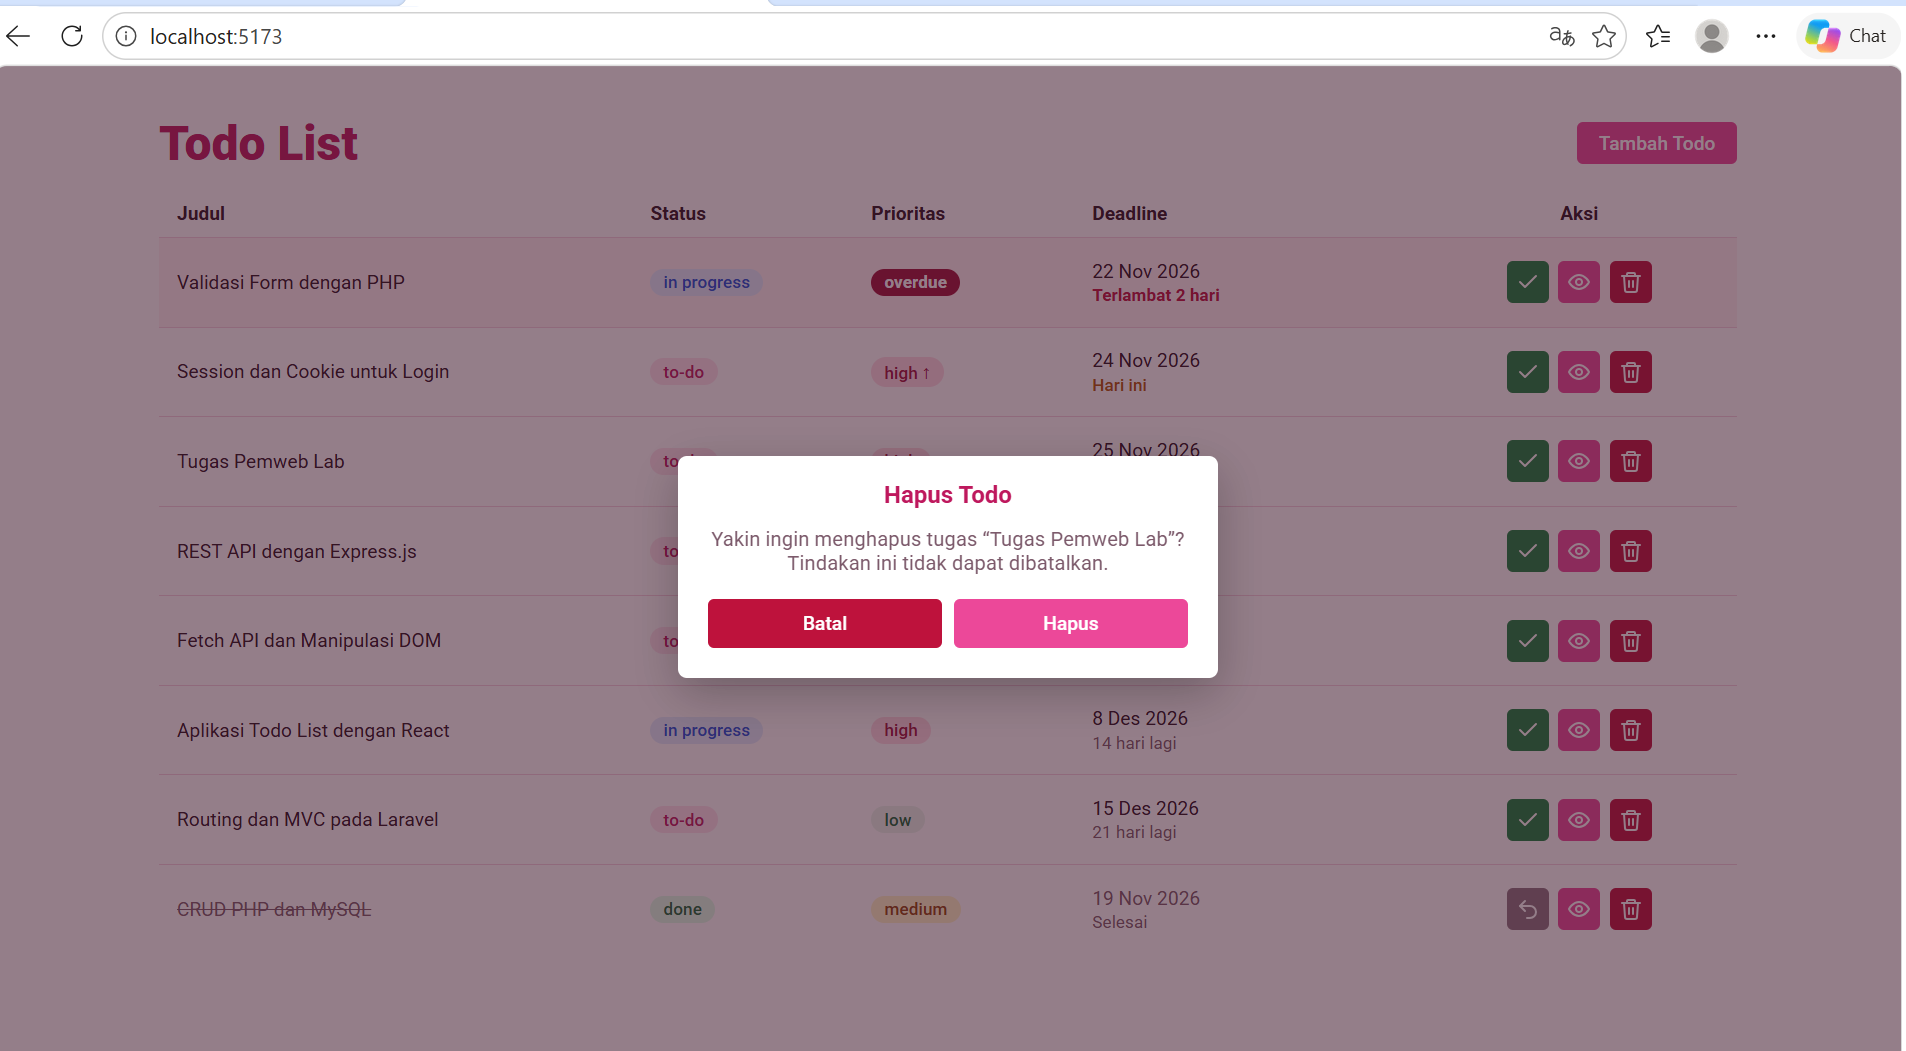 localhost:5173
Chat
Todo List
Tambah Todo
Judul Status Prioritas Deadline Aksi
Validasi Form dengan PHP in progress overdue 22 Nov 2026
Terlambat 2 hari
Session dan Cookie untuk Login to-do high ↑ 24 Nov 2026
Hari ini
Tugas Pemweb Lab to 25 Nov 2026
Hapus Todo
Yakin ingin menghapus tugas “Tugas Pemweb Lab”?
Tindakan ini tidak dapat dibatalkan.
Batal Hapus
REST API dengan Express.js to
Fetch API dan Manipulasi DOM to
Aplikasi Todo List dengan React in progress high 8 Des 2026
14 hari lagi
Routing dan MVC pada Laravel to-do low 15 Des 2026
21 hari lagi
CRUD PHP dan MySQL done medium 19 Nov 2026
Selesai